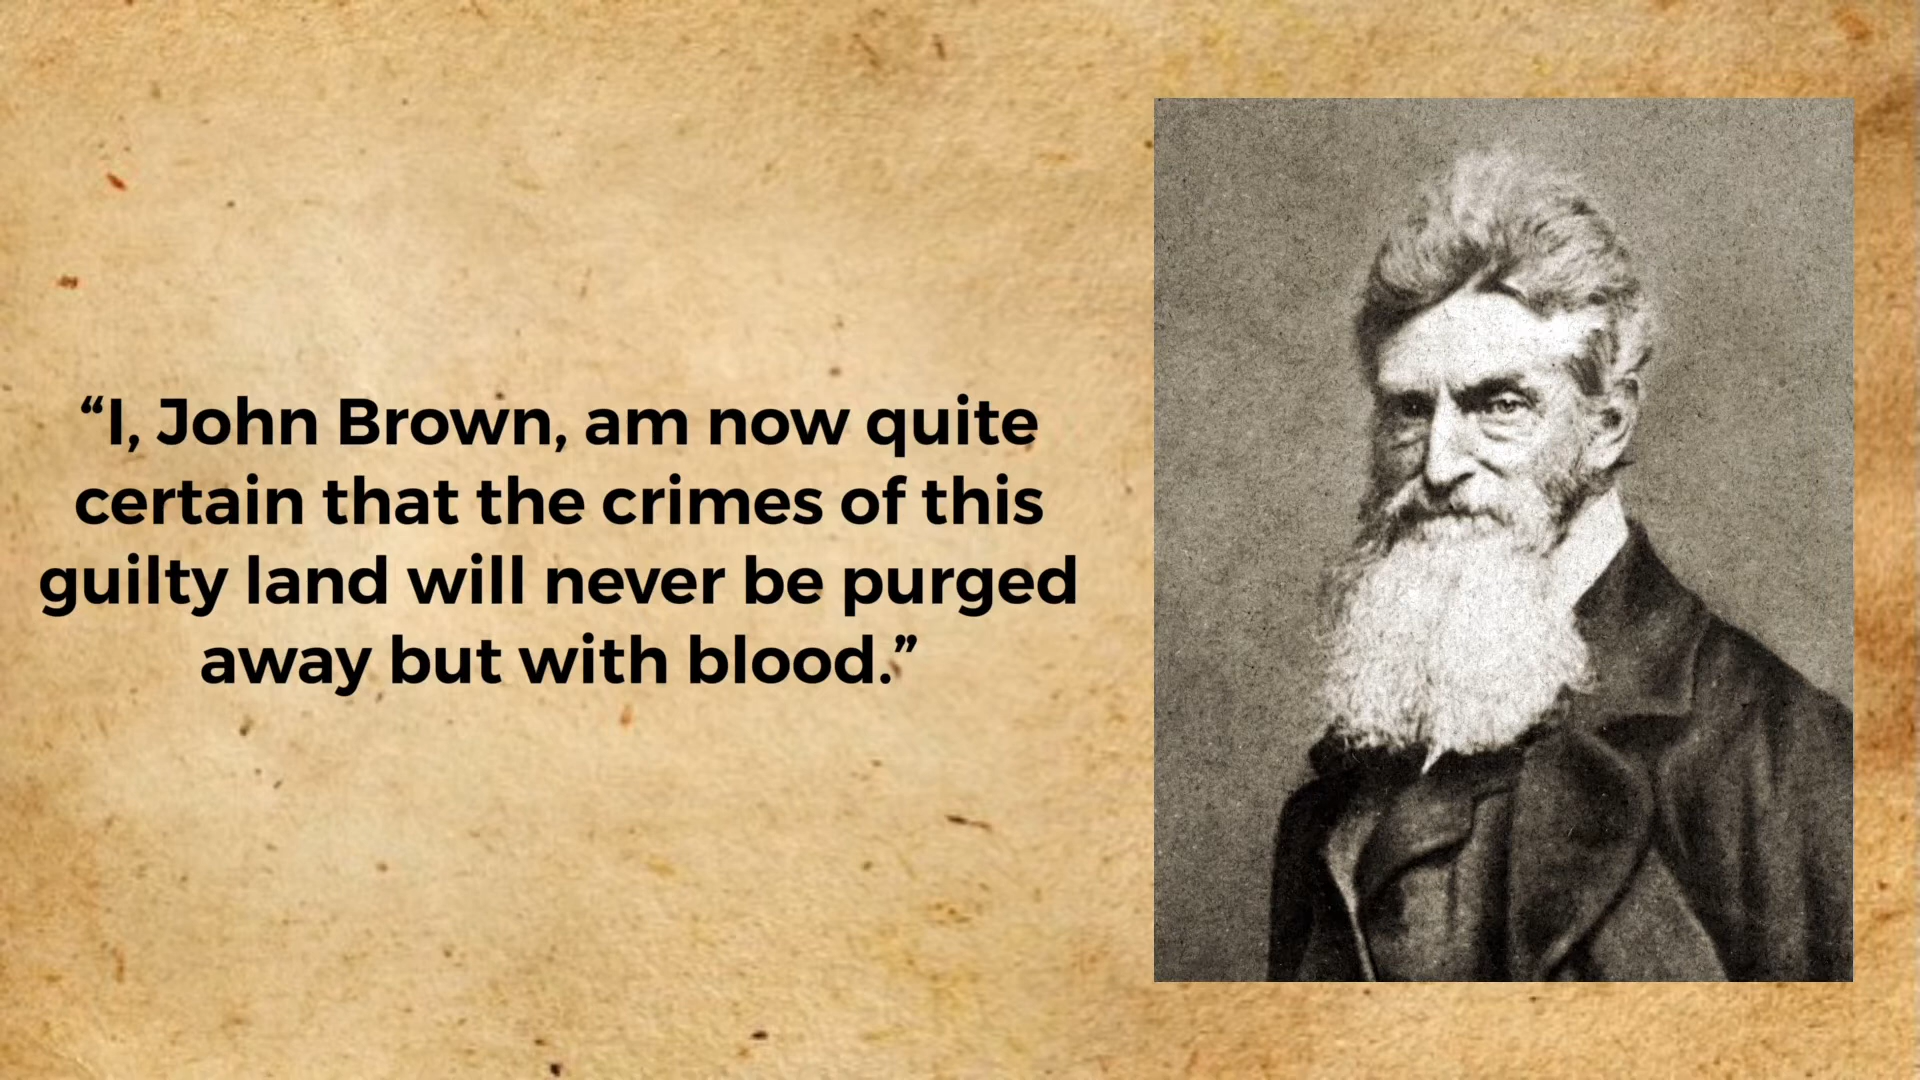 “I, John Brown, am now quite
certain that the crimes of this
guilty land will never be purged
away but with blood.”